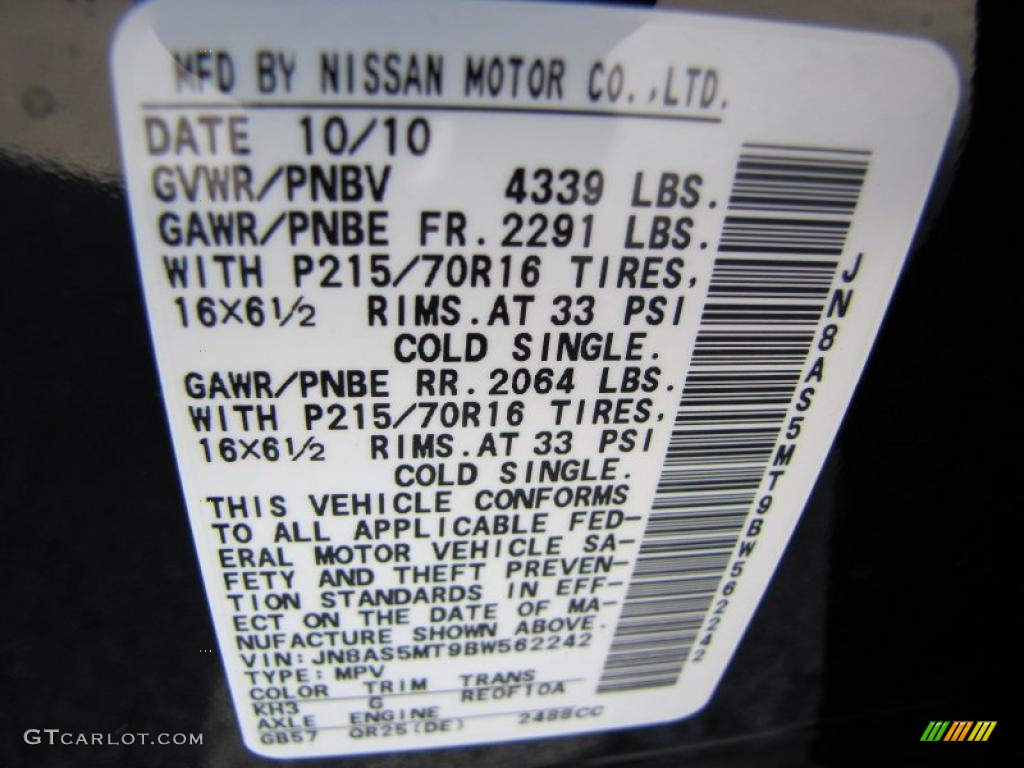 MFD BY NISSAN MOTOR CO.,LTD.
DATE 10/10
GVWR/PNBV 4339 LBS.
GAWR/PNBE FR.2291 LBS.
WITH P215/70R16 TIRES,
16X6½ RIMS.AT 33 PSI
COLD SINGLE.
GAWR/PNBE RR.2064 LBS.
WITH P215/70R16 TIRES,
16X6½ RIMS.AT 33 PSI
COLD SINGLE.
THIS VEHICLE CONFORMS
TO ALL APPLICABLE FED-
ERAL MOTOR VEHICLE SA-
FETY AND THEFT PREVEN-
TION STANDARDS IN EFF-
ECT ON THE DATE OF MA-
NUFACTURE SHOWN ABOVE.
VIN:JN8AS5MT9BW562242
TYPE:MPV
COLOR TRIM TRANS
KH3 G RE0F10A
AXLE ENGINE
GB57 QR25(DE) 2488CC
JN8AS5MT9BW562242
GTCARLOT.COM